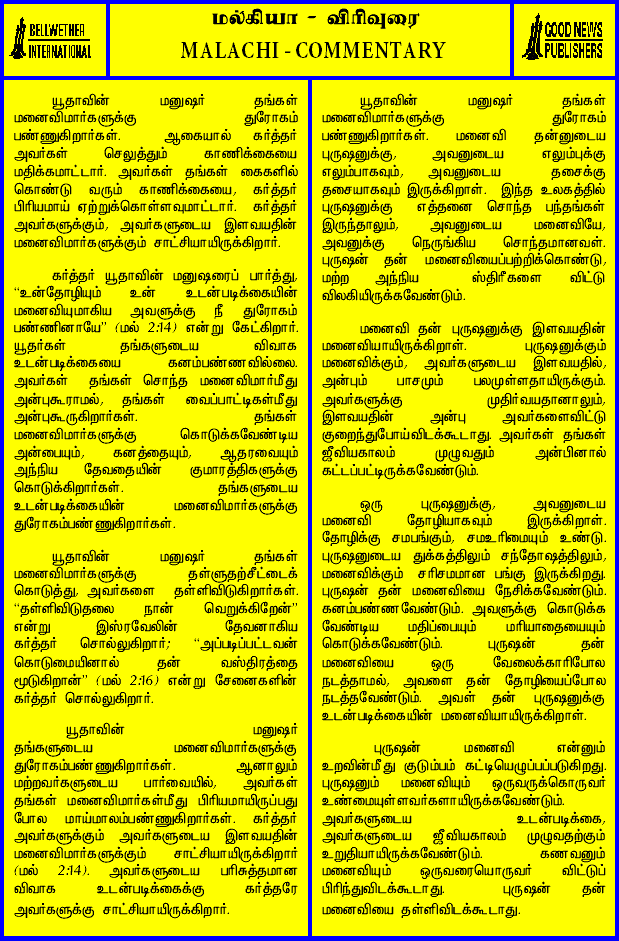 BELLWETHER
INTERNATIONAL
மல்கியா - விரிவுரை
MALACHI - COMMENTARY
GOOD NEWS
PUBLISHERS
யூதாவின் மனுஷர் தங்கள்
மனைவிமார்களுக்கு துரோகம்
பண்ணுகிறார்கள். ஆகையால் கர்த்தர்
அவர்கள் செலுத்தும் காணிக்கையை
மதிக்கமாட்டார். அவர்கள் தங்கள் கைகளில்
கொண்டு வரும் காணிக்கையை, கர்த்தர்
பிரியமாய் ஏற்றுக்கொள்ளவுமாட்டார். கர்த்தர்
அவர்களுக்கும், அவர்களுடைய இளவயதின்
மனைவிமார்களுக்கும் சாட்சியாயிருக்கிறார்.
கர்த்தர் யூதாவின் மனுஷரைப் பார்த்து,
“உன்தோழியும் உன் உடன்படிக்கையின்
மனைவியுமாகிய அவளுக்கு நீ துரோகம்
பண்ணினாயே” (மல் 2:14) என்று கேட்கிறார்.
யூதர்கள் தங்களுடைய விவாக
உடன்படிக்கையை கனம்பண்ணவில்லை.
அவர்கள் தங்கள் சொந்த மனைவிமார்மீது
அன்புகூராமல், தங்கள் வைப்பாட்டிகள்மீது
அன்புகூருகிறார்கள். தங்கள்
மனைவிமார்களுக்கு கொடுக்கவேண்டிய
அன்பையும், கனத்தையும், ஆதரவையும்
அந்நிய தேவதையின் குமாரத்திகளுக்கு
கொடுக்கிறார்கள். தங்களுடைய
உடன்படிக்கையின் மனைவிமார்களுக்கு
துரோகம்பண்ணுகிறார்கள்.
யூதாவின் மனுஷர் தங்கள்
மனைவிமார்களுக்கு தள்ளுதற்சீட்டைக்
கொடுத்து, அவர்களை தள்ளிவிடுகிறார்கள்.
“தள்ளிவிடுதலை நான் வெறுக்கிறேன்”
என்று இஸ்ரவேலின் தேவனாகிய
கர்த்தர் சொல்லுகிறார்; “அப்படிப்பட்டவன்
கொடுமையினால் தன் வஸ்திரத்தை
மூடுகிறான்” (மல் 2:16) என்று சேனைகளின்
கர்த்தர் சொல்லுகிறார்.
யூதாவின் மனுஷர்
தங்களுடைய மனைவிமார்களுக்கு
துரோகம்பண்ணுகிறார்கள். ஆனாலும்
மற்றவர்களுடைய பார்வையில், அவர்கள்
தங்கள் மனைவிமார்கள்மீது பிரியமாயிருப்பது
போல மாய்மாலம்பண்ணுகிறார்கள். கர்த்தர்
அவர்களுக்கும் அவர்களுடைய இளவயதின்
மனைவிமார்களுக்கும் சாட்சியாயிருக்கிறார்
(மல் 2:14). அவர்களுடைய பரிசுத்தமான
விவாக உடன்படிக்கைக்கு கர்த்தரே
அவர்களுக்கு சாட்சியாயிருக்கிறார்.
யூதாவின் மனுஷர் தங்கள்
மனைவிமார்களுக்கு துரோகம்
பண்ணுகிறார்கள். மனைவி தன்னுடைய
புருஷனுக்கு, அவனுடைய எலும்புக்கு
எலும்பாகவும், அவனுடைய தசைக்கு
தசையாகவும் இருக்கிறாள். இந்த உலகத்தில்
புருஷனுக்கு எத்தனை சொந்த பந்தங்கள்
இருந்தாலும், அவனுடைய மனைவியே,
அவனுக்கு நெருங்கிய சொந்தமானவள்.
புருஷன் தன் மனைவியைப்பற்றிக்கொண்டு,
மற்ற அந்நிய ஸ்திரீகளை விட்டு
விலகியிருக்கவேண்டும்.
மனைவி தன் புருஷனுக்கு இளவயதின்
மனைவியாயிருக்கிறாள். புருஷனுக்கும்
மனைவிக்கும், அவர்களுடைய இளவயதில்,
அன்பும் பாசமும் பலமுள்ளதாயிருக்கும்.
அவர்களுக்கு முதிர்வயதானாலும்,
இளவயதின் அன்பு அவர்களைவிட்டு
குறைந்துபோய்விடக்கூடாது. அவர்கள் தங்கள்
ஜீவியகாலம் முழுவதும் அன்பினால்
கட்டப்பட்டிருக்கவேண்டும்.
ஒரு புருஷனுக்கு, அவனுடைய
மனைவி தோழியாகவும் இருக்கிறாள்.
தோழிக்கு சமபங்கும், சமஉரிமையும் உண்டு.
புருஷனுடைய துக்கத்திலும் சந்தோஷத்திலும்,
மனைவிக்கும் சரிசமமான பங்கு இருக்கிறது.
புருஷன் தன் மனைவியை நேசிக்கவேண்டும்.
கனம்பண்ணவேண்டும். அவளுக்கு கொடுக்க
வேண்டிய மதிப்பையும் மரியாதையையும்
கொடுக்கவேண்டும். புருஷன் தன்
மனைவியை ஒரு வேலைக்காரிபோல
நடத்தாமல், அவளை தன் தோழியைப்போல
நடத்தவேண்டும். அவள் தன் புருஷனுக்கு
உடன்படிக்கையின் மனைவியாயிருக்கிறாள்.
புருஷன் மனைவி என்னும்
உறவின்மீது குடும்பம் கட்டியெழுப்பப்படுகிறது.
புருஷனும் மனைவியும் ஒருவருக்கொருவர்
உண்மையுள்ளவர்களாயிருக்கவேண்டும்.
அவர்களுடைய உடன்படிக்கை,
அவர்களுடைய ஜீவியகாலம் முழுவதற்கும்
உறுதியாயிருக்கவேண்டும். கணவனும்
மனைவியும் ஒருவரையொருவர் விட்டுப்
பிரிந்துவிடக்கூடாது. புருஷன் தன்
மனைவியை தள்ளிவிடக்கூடாது.